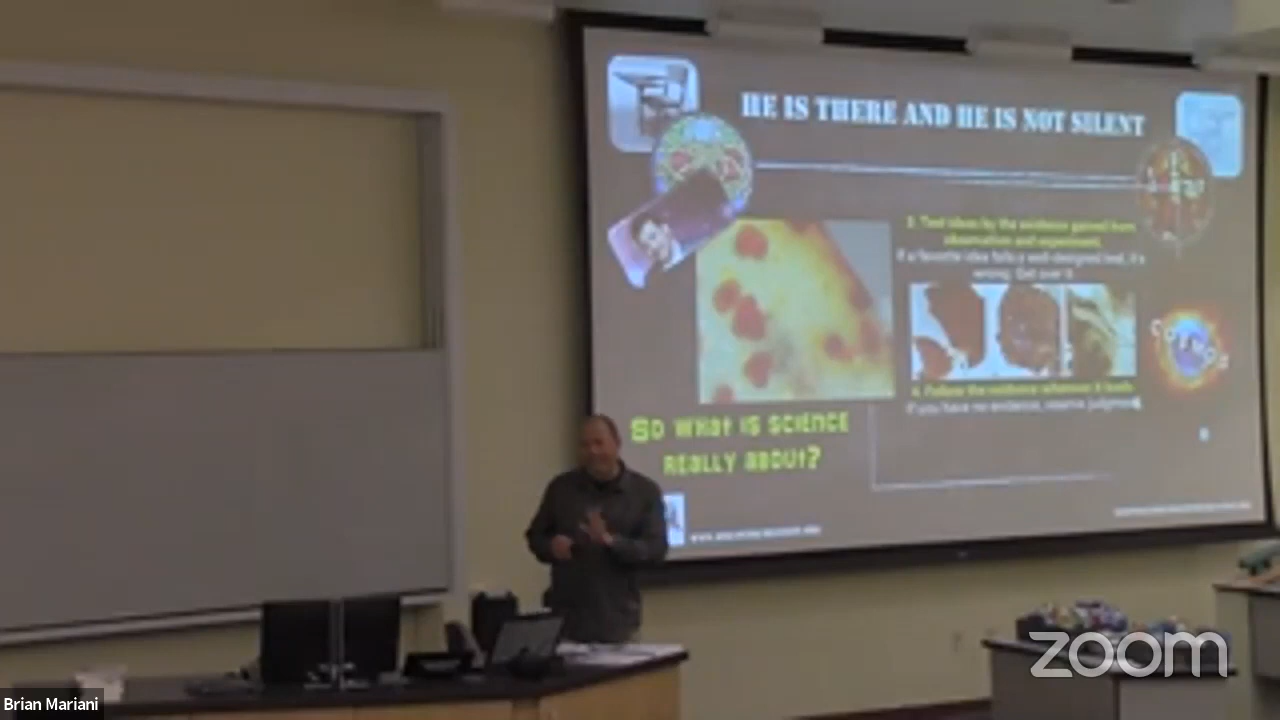 HE IS THERE AND HE IS NOT SILENT
3. Test ideas by the evidence gained from
observation and experiment.
If a favorite idea fails a well-designed test, it's
wrong. Get over it.
COSMOS
4. Follow the evidence wherever it leads.
If you have no evidence, reserve judgment.
SO WHAT IS SCIENCE
REALLY ABOUT?
zoom
Brian Mariani